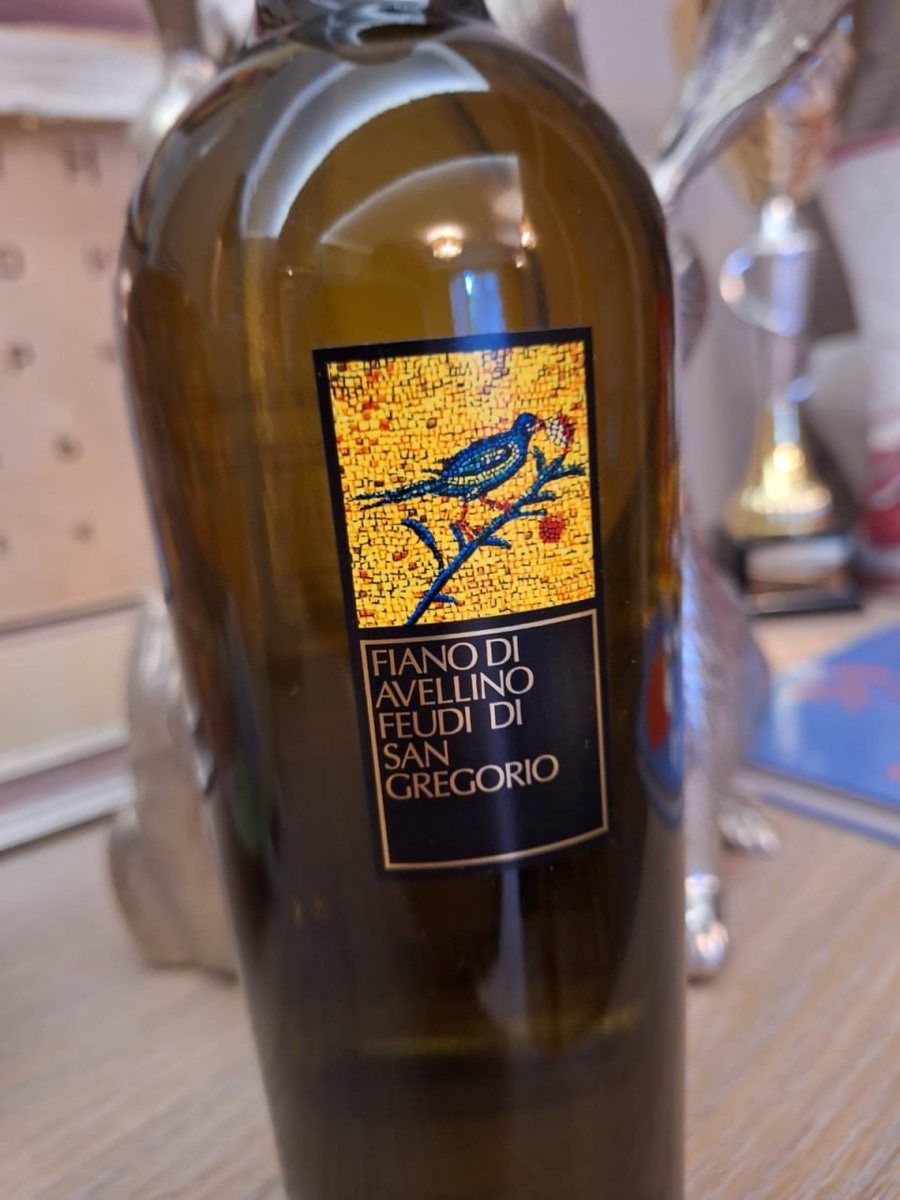 FIANO DI
AVELLINO
FEUDI DI
SAN
GREGORIO